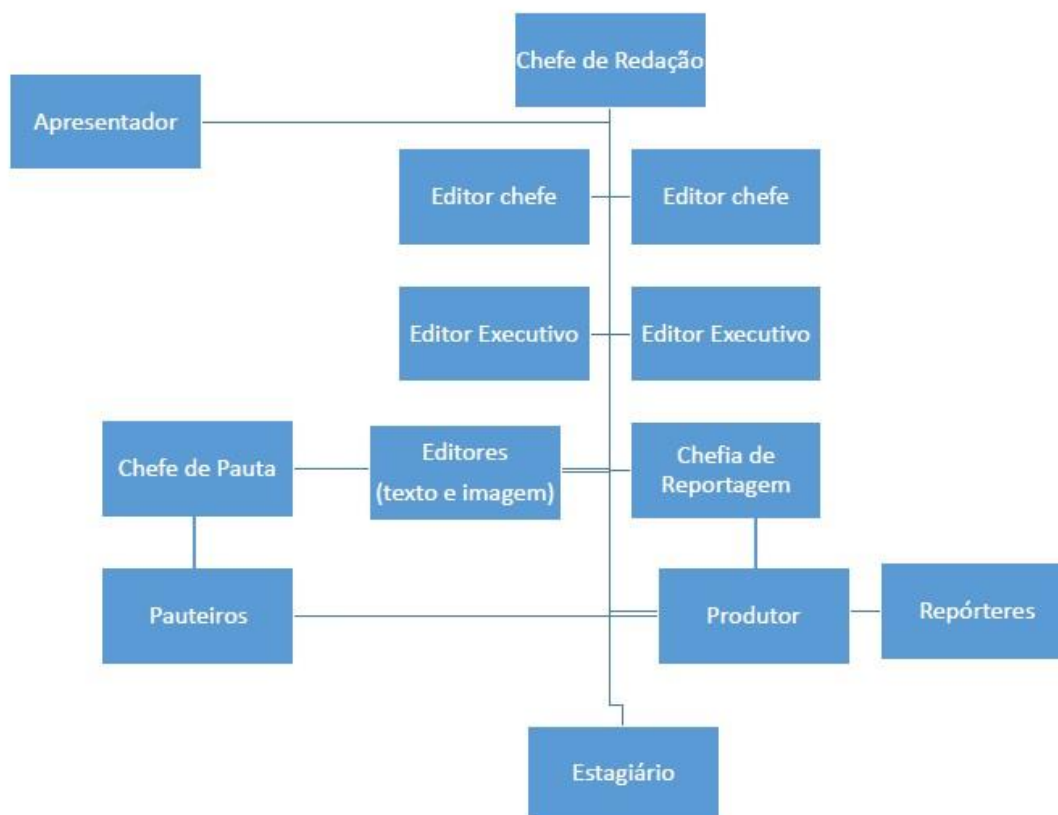 Chefe de Redação
Apresentador
Editor chefe
Editor chefe
Editor Executivo
Editor Executivo
Chefe de Pauta
Editores
(texto e imagem)
Chefia de
Reportagem
Pauteiros
Produtor
Repórteres
Estagiário